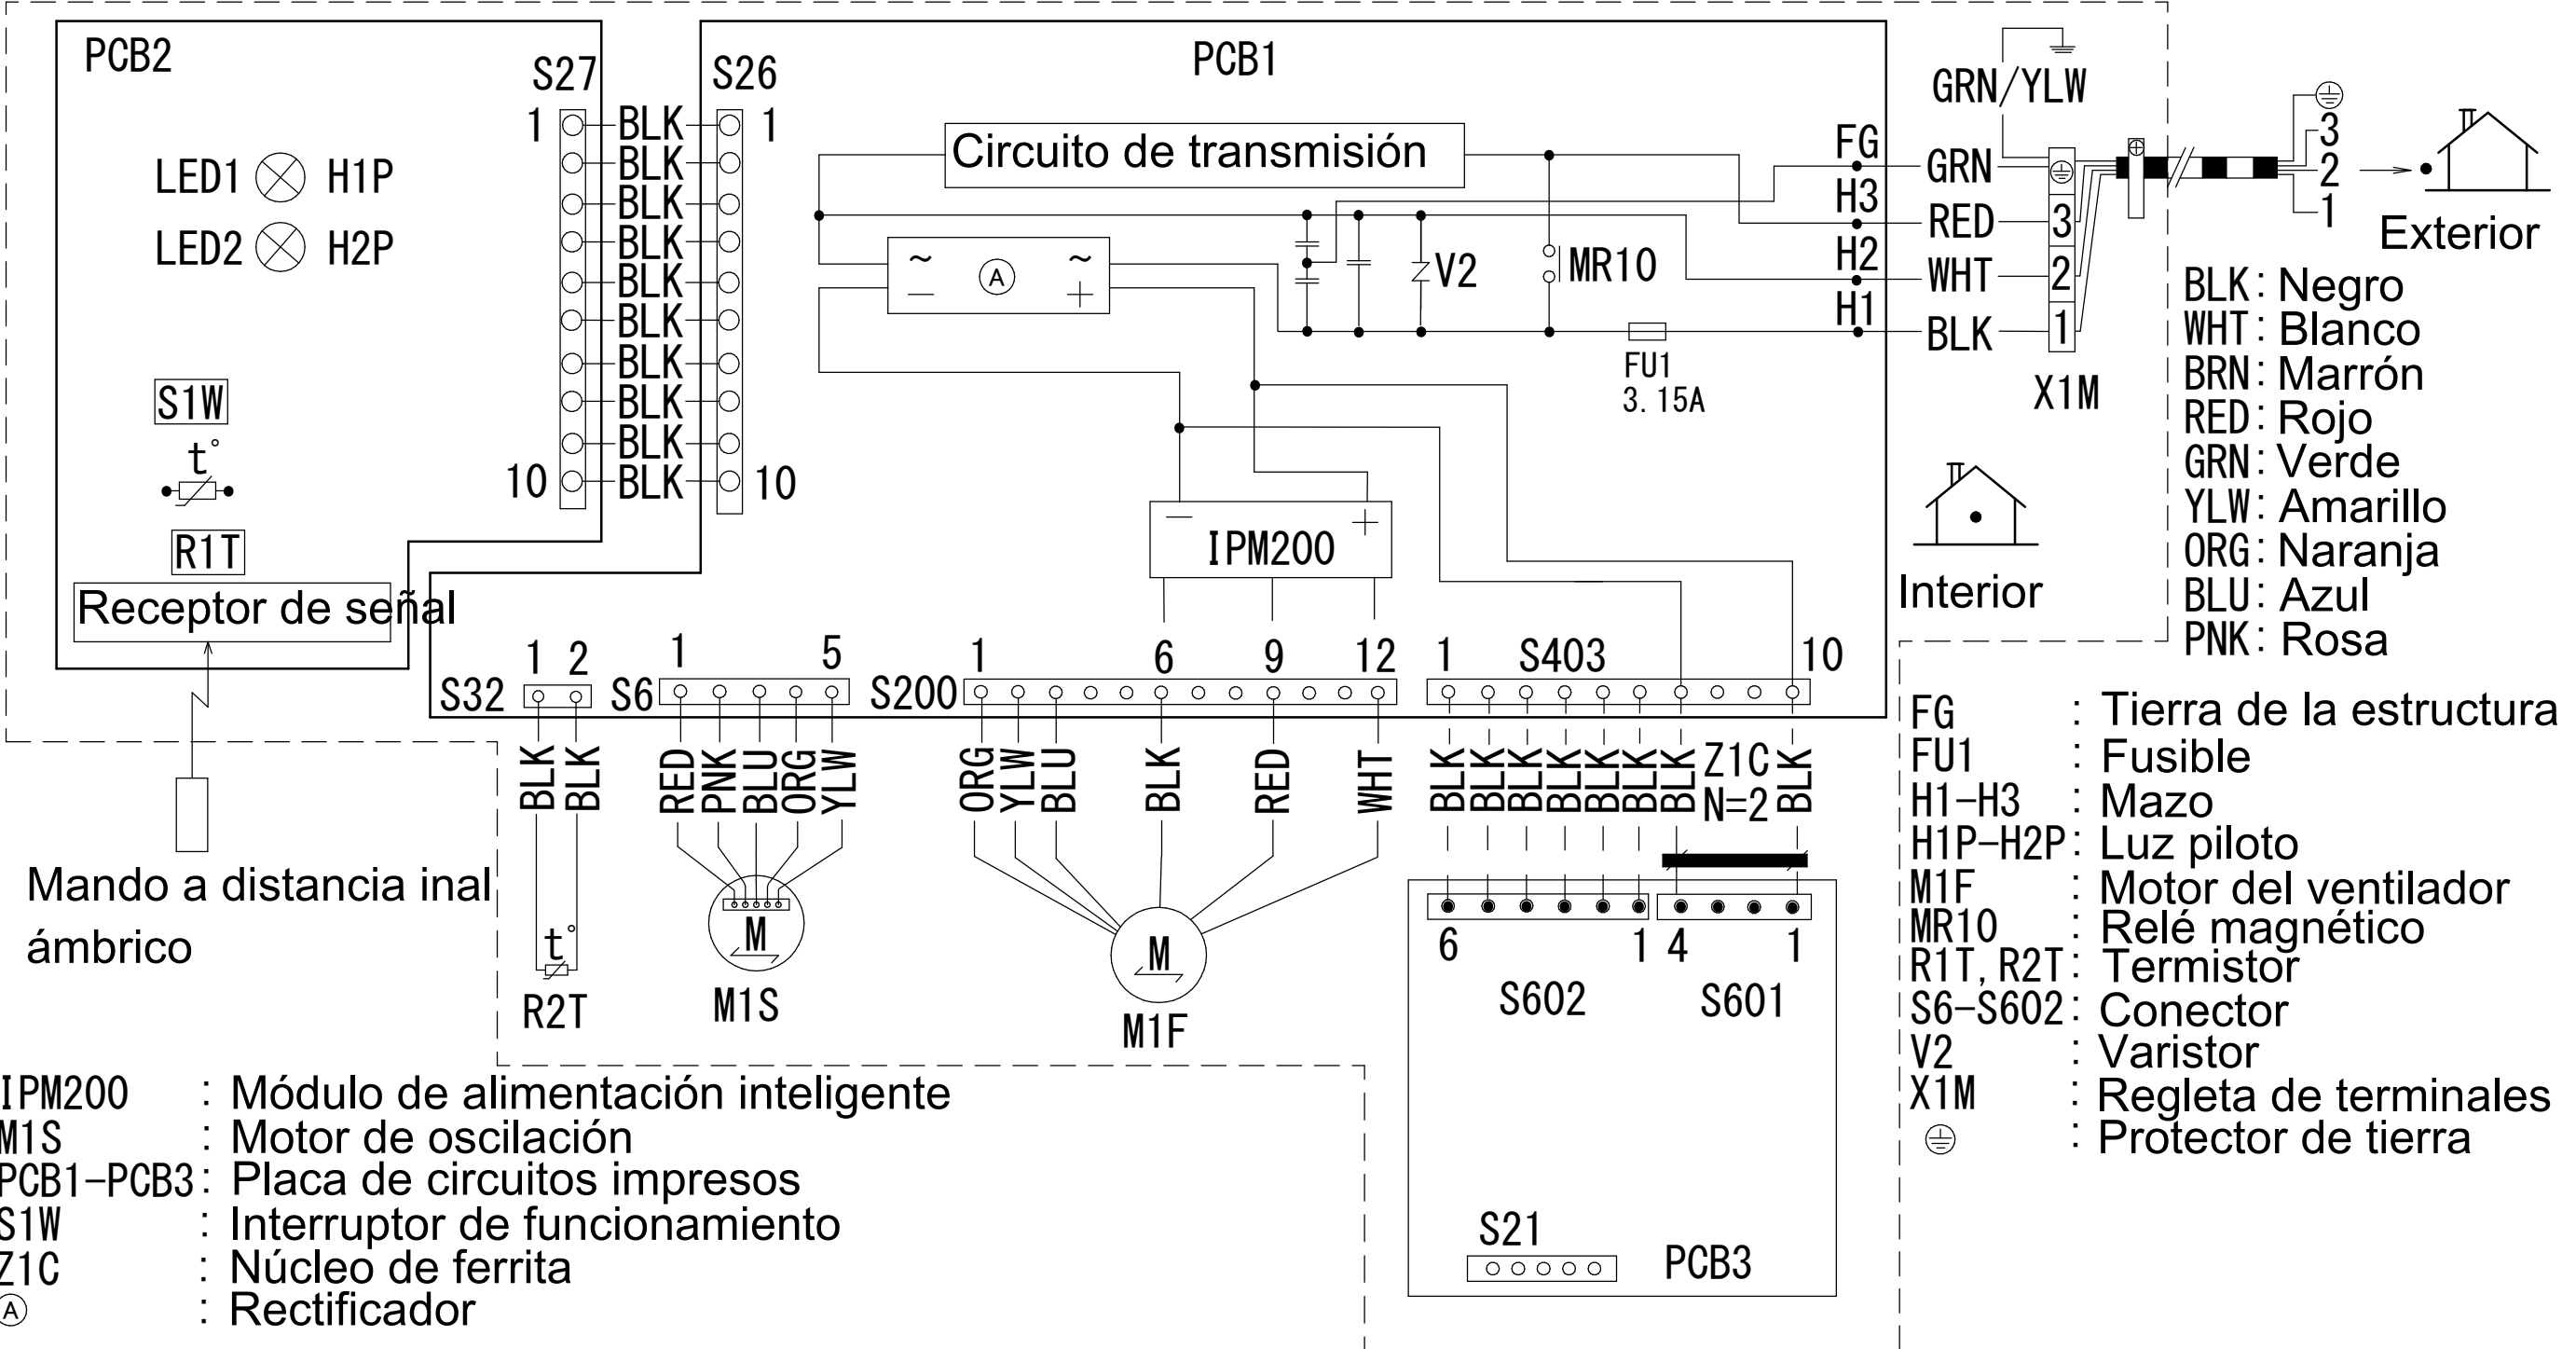 PCB2
S27
S26
PCB1
1
BLK
1
BLK
BLK
BLK
BLK
BLK
BLK
BLK
BLK
10
BLK
10
LED1 H1P
LED2 H2P
S1W
t°
R1T
Receptor de señal
Mando a distancia inal
ámbrico
Circuito de transmisión
~ A ~
— +
V2
MR10
FU1
3.15A
FG
H3
H2
H1
GRN/YLW
GRN
RED
WHT
BLK
3
2
1
X1M
3
2
1
Exterior
Interior
— +
IPM200
S32
1 2
S6
1 5
S200
1 6 9 12
1 S403 10
BLK
BLK
RED
PNK
BLU
ORG
YLW
ORG
YLW
BLU
BLK
RED
WHT
BLK
BLK
BLK
BLK
BLK
BLK
BLK
Z1C
N=2
BLK
t°
R2T
M
M1S
M
M1F
6 1 4 1
S602 S601
S21
PCB3
BLK: Negro
WHT: Blanco
BRN: Marrón
RED: Rojo
GRN: Verde
YLW: Amarillo
ORG: Naranja
BLU: Azul
PNK: Rosa
FG : Tierra de la estructura
FU1 : Fusible
H1-H3 : Mazo
H1P-H2P: Luz piloto
M1F : Motor del ventilador
MR10 : Relé magnético
R1T,R2T: Termistor
S6-S602: Conector
V2 : Varistor
X1M : Regleta de terminales
: Protector de tierra
IPM200 : Módulo de alimentación inteligente
M1S : Motor de oscilación
PCB1-PCB3: Placa de circuitos impresos
S1W : Interruptor de funcionamiento
Z1C : Núcleo de ferrita
A : Rectificador